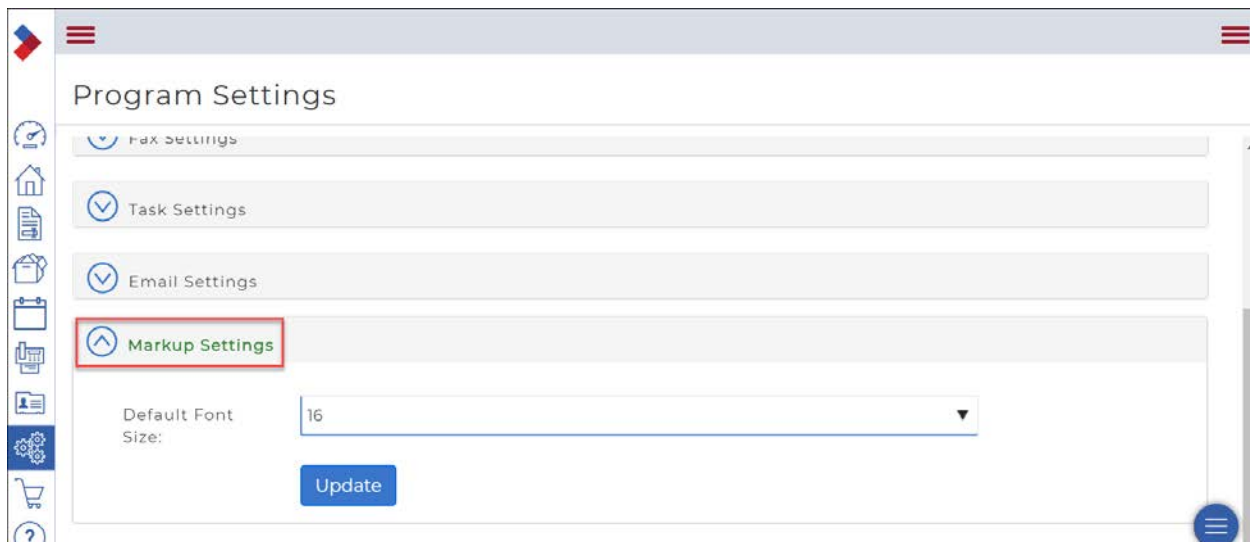 Program Settings
Fax Settings
Task Settings
Email Settings
Markup Settings
Default Font
Size:
16
Update
?